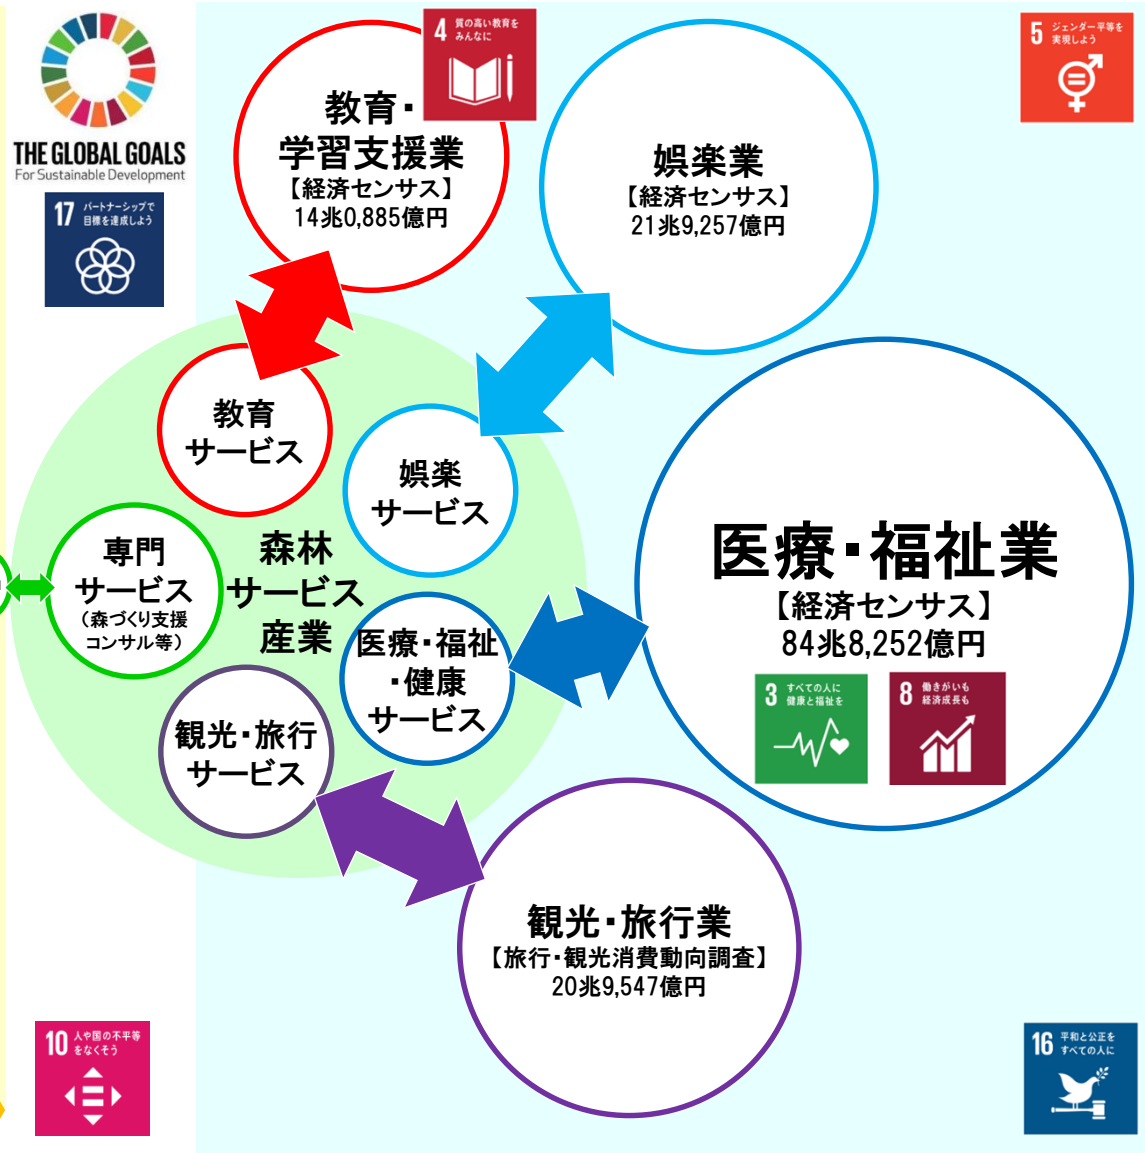 THE GLOBAL GOALS
For Sustainable Development
17 パートナーシップで
目標を達成しよう
4 質の高い教育を
みんなに
5 ジェンダー平等を
実現しよう
教育・
学習支援業
【経済センサス】
14兆0,885億円
娯楽業
【経済センサス】
21兆9,257億円
教育
サービス
娯楽
サービス
専門
サービス
(森づくり支援
コンサル等)
森林
サービス
産業
医療・福祉
・健康
サービス
観光・旅行
サービス
医療・福祉業
【経済センサス】
84兆8,252億円
3 すべての人に
健康と福祉を
8 働きがいも
経済成長も
観光・旅行業
【旅行・観光消費動向調査】
20兆9,547億円
10 人や国の不平等
をなくそう
16 平和と公正を
すべての人に